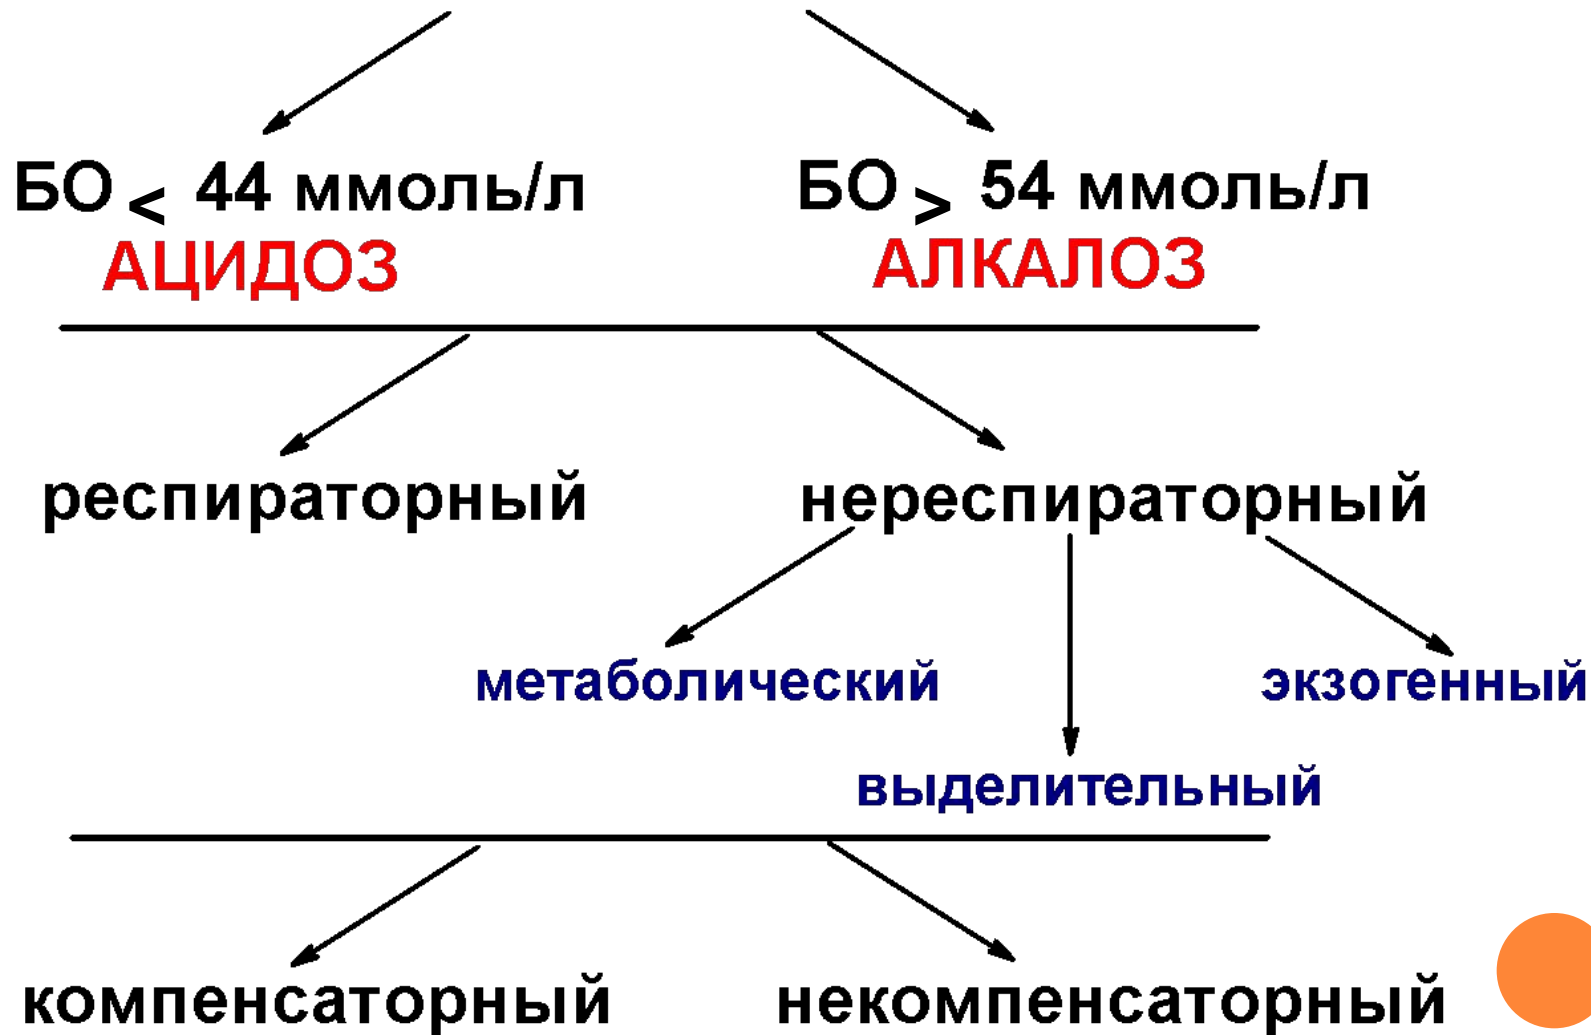 БО < 44 ммоль/л БО > 54 ммоль/л
АЦИДОЗ АЛКАЛОЗ
респираторный нереспираторный
метаболический экзогенный
выделительный
компенсаторный некомпенсаторный